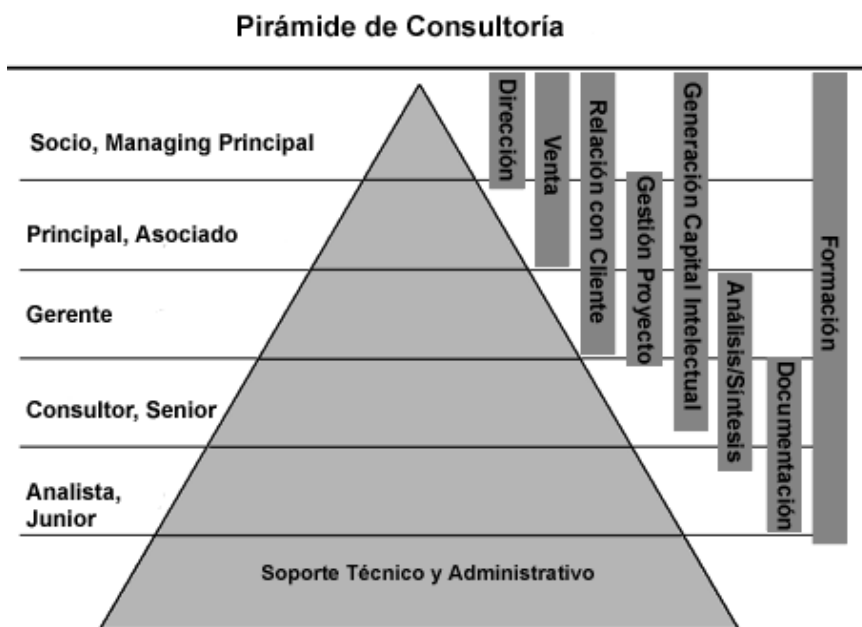 Pirámide de Consultoría
Socio, Managing Principal
Principal, Asociado
Gerente
Consultor, Senior
Analista,
Junior
Soporte Técnico y Administrativo
Dirección
Venta
Relación con Cliente
Gestión Proyecto
Generación Capital Intelectual
Análisis/Síntesis
Documentación
Formación